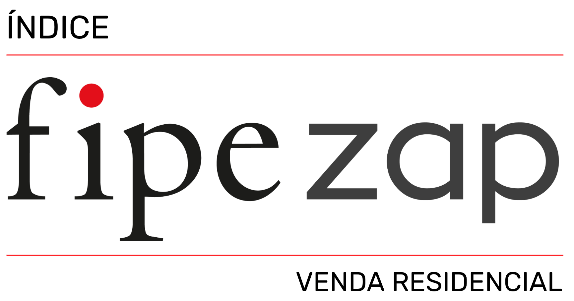 ÍNDICE
fipezap
VENDA RESIDENCIAL